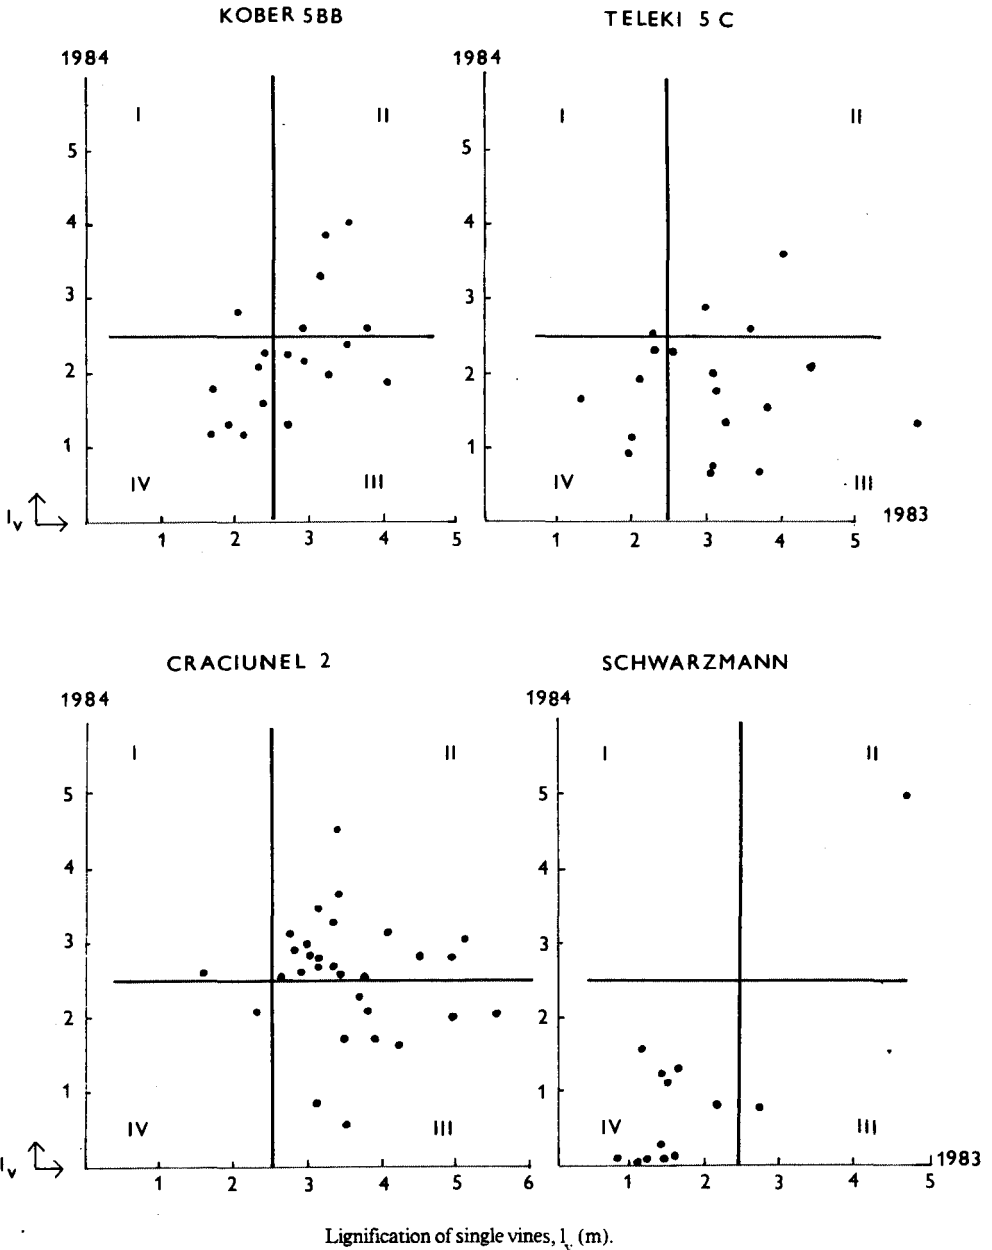 KOBER 5BB
TELEKI 5 C
1984
1984
I
II
I
II
5
5
4
4
3
3
2
2
1
1
IV
III
IV
III
lv
1983
1 2 3 4 5
1 2 3 4 5
CRACIUNEL 2
SCHWARZMANN
1984
1984
I
II
I
II
5
5
4
4
3
3
2
2
1
1
IV
III
IV
III
lv
1983
1 2 3 4 5 6
1 2 3 4 5
Lignification of single vines, lv (m).